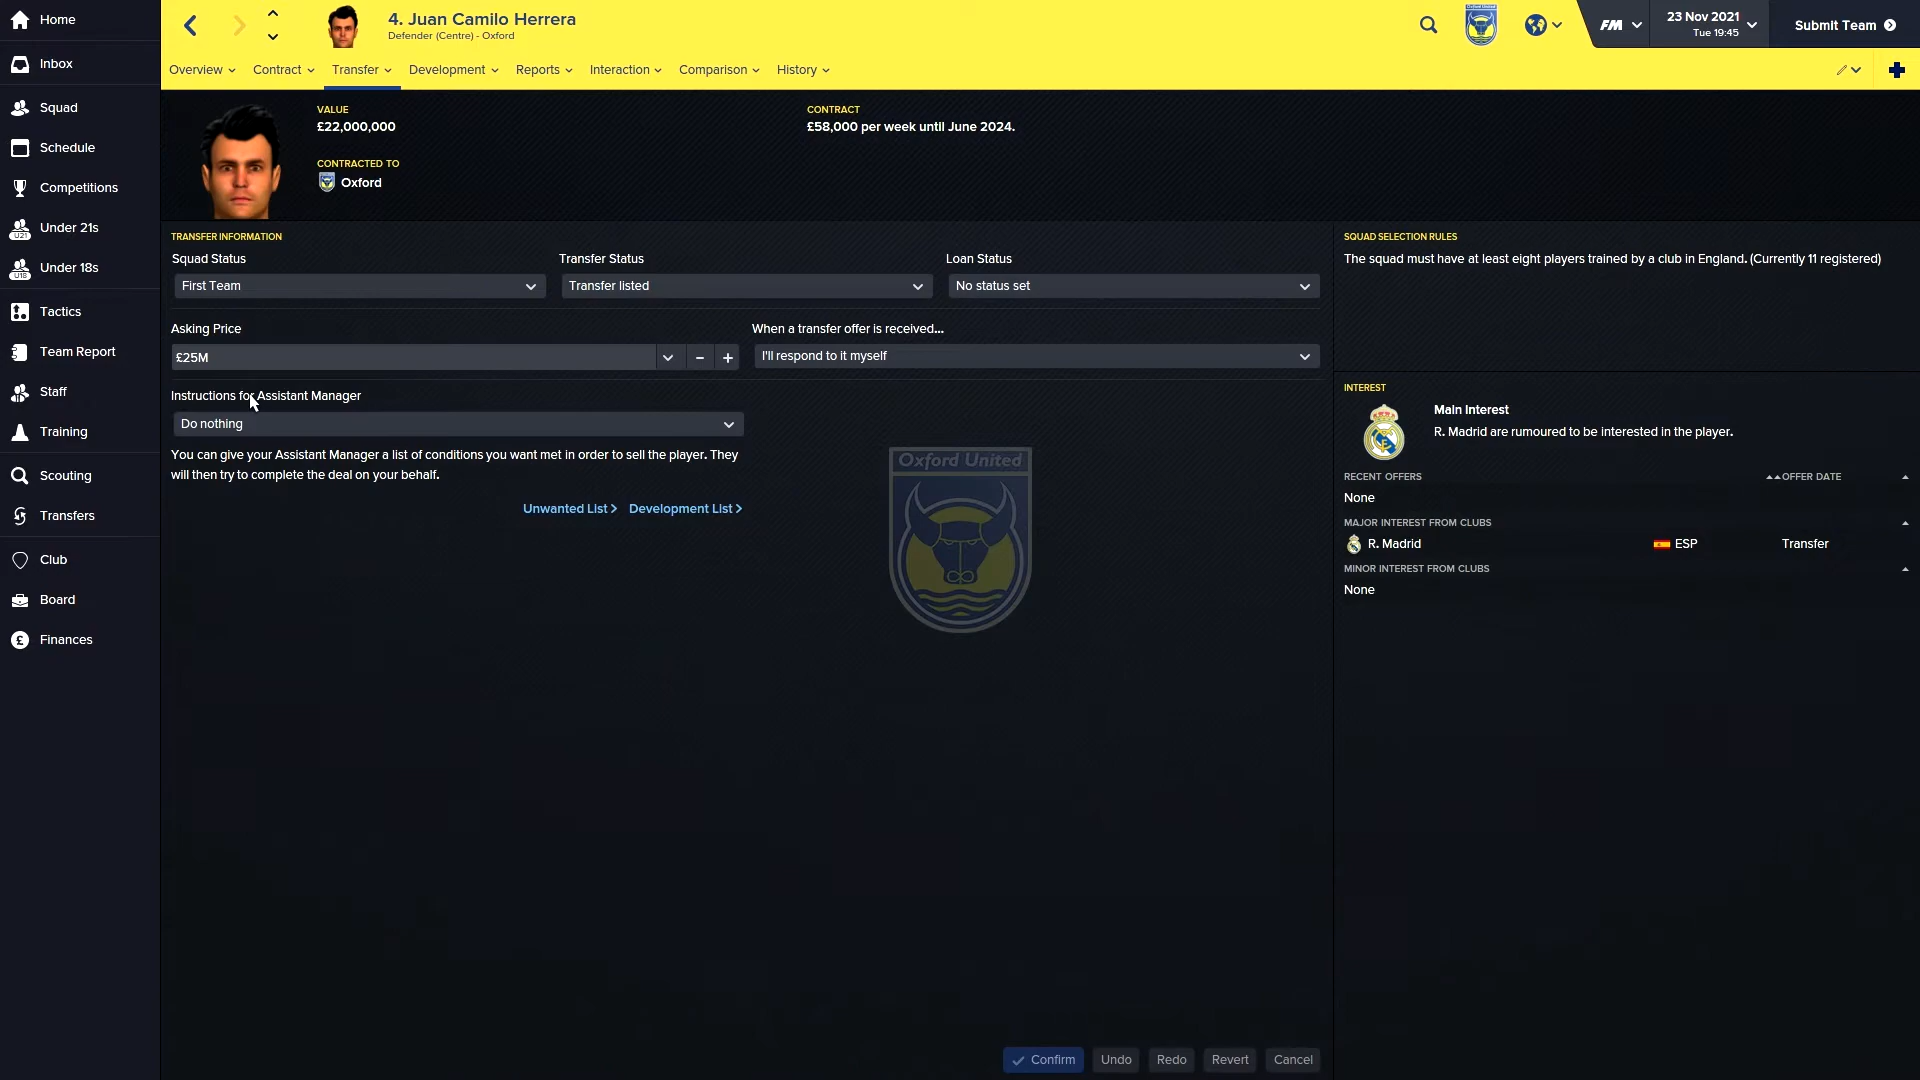 Home
Inbox
Squad
Schedule
Competitions
U21
Under 21s
U18
Under 18s
Tactics
Team Report
Staff
Training
Scouting
Transfers
Club
Board
Finances
4. Juan Camilo Herrera
Defender (Centre) - Oxford
Oxford United
FM
23 Nov 2021
Tue 19:45
Submit Team
Overview
Contract
Transfer
Development
Reports
Interaction
Comparison
History
VALUE
£22,000,000
CONTRACTED TO
Oxford
CONTRACT
£58,000 per week until June 2024.
TRANSFER INFORMATION
Squad Status
Transfer Status
Loan Status
First Team
Transfer listed
No status set
Asking Price
When a transfer offer is received...
£25M
I'll respond to it myself
Instructions for Assistant Manager
Do nothing
You can give your Assistant Manager a list of conditions you want met in order to sell the player. They
will then try to complete the deal on your behalf.
Unwanted List
Development List
Oxford United
SQUAD SELECTION RULES
The squad must have at least eight players trained by a club in England. (Currently 11 registered)
INTEREST
Main Interest
R. Madrid are rumoured to be interested in the player.
RECENT OFFERS
OFFER DATE
None
MAJOR INTEREST FROM CLUBS
R. Madrid
ESP
Transfer
MINOR INTEREST FROM CLUBS
None
Confirm
Undo
Redo
Revert
Cancel